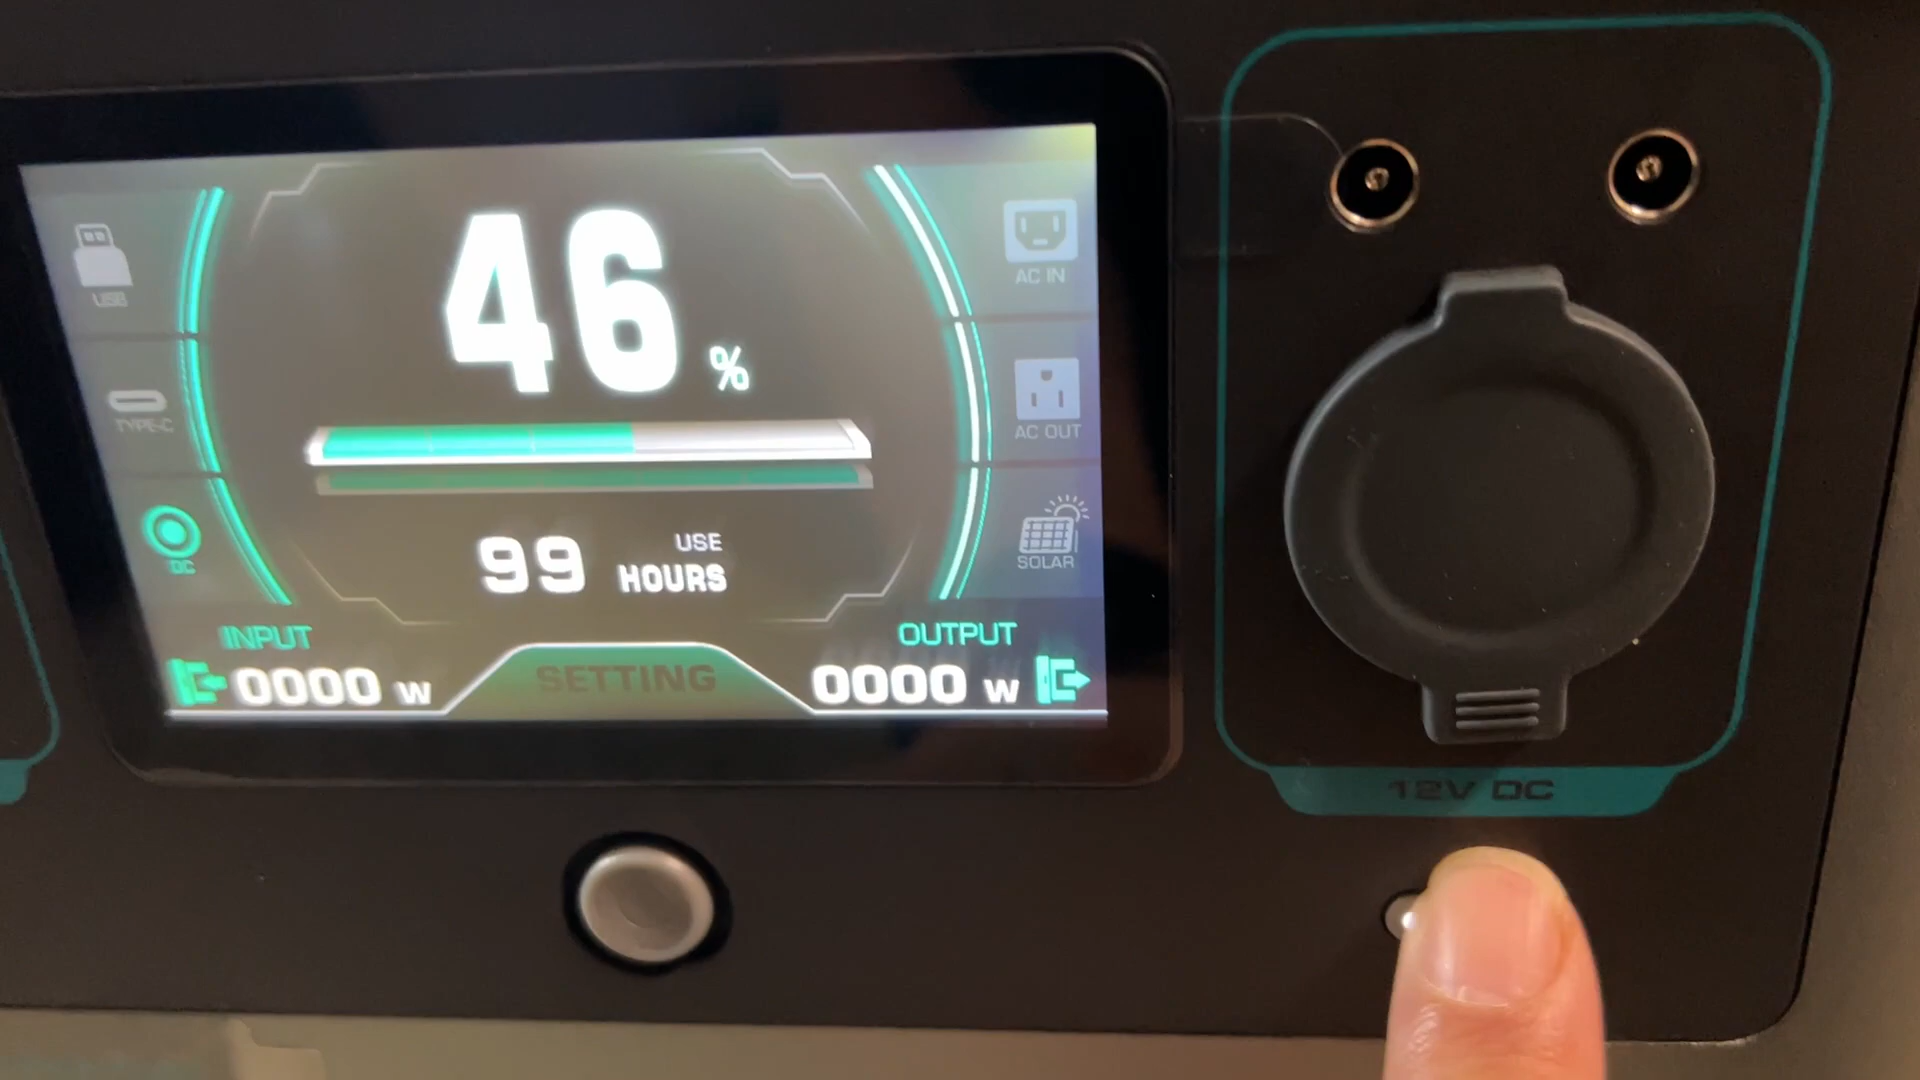 46 %
99 USE HOURS
USB
TYPE-C
DC
AC IN
AC OUT
SOLAR
INPUT
0000 W
SETTING
OUTPUT
0000 W
12V DC